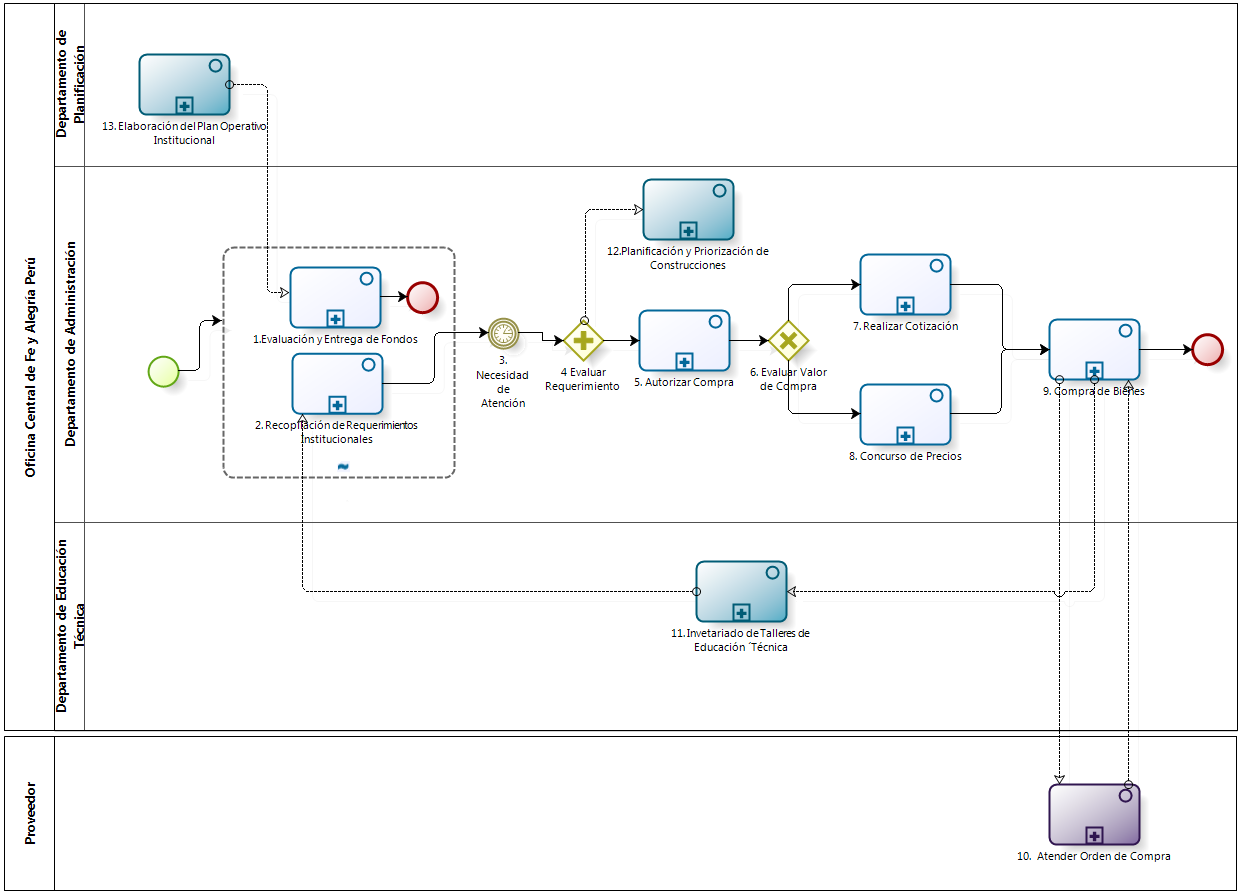 Oficina Central de Fe y Alegría Perú
Departamento de
Planificación
13. Elaboración del Plan Operativo
Institucional
Departamento de Administración
12.Planificación y Priorización de
Construcciones
1.Evaluación y Entrega de Fondos
2. Recopilación de Requerimientos
Institucionales
3.
Necesidad
de
Atención
4 Evaluar
Requerimiento
5. Autorizar Compra
6. Evaluar Valor
de Compra
7. Realizar Cotización
8. Concurso de Precios
9. Compra de Bienes
Departamento de Educación
Técnica
11.Invetariado de Talleres de
Educación ´Técnica
Proveedor
10. Atender Orden de Compra